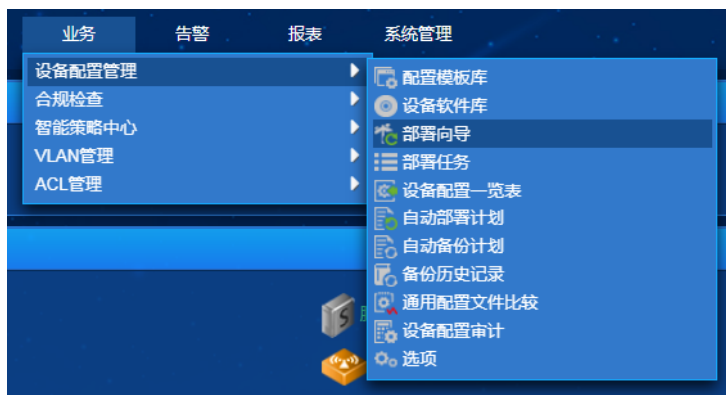 业务 告警 报表 系统管理
设备配置管理
合规检查
智能策略中心
VLAN管理
ACL管理
配置模板库
设备软件库
部署向导
部署任务
设备配置一览表
自动部署计划
自动备份计划
备份历史记录
通用配置文件比较
设备配置审计
选项
S